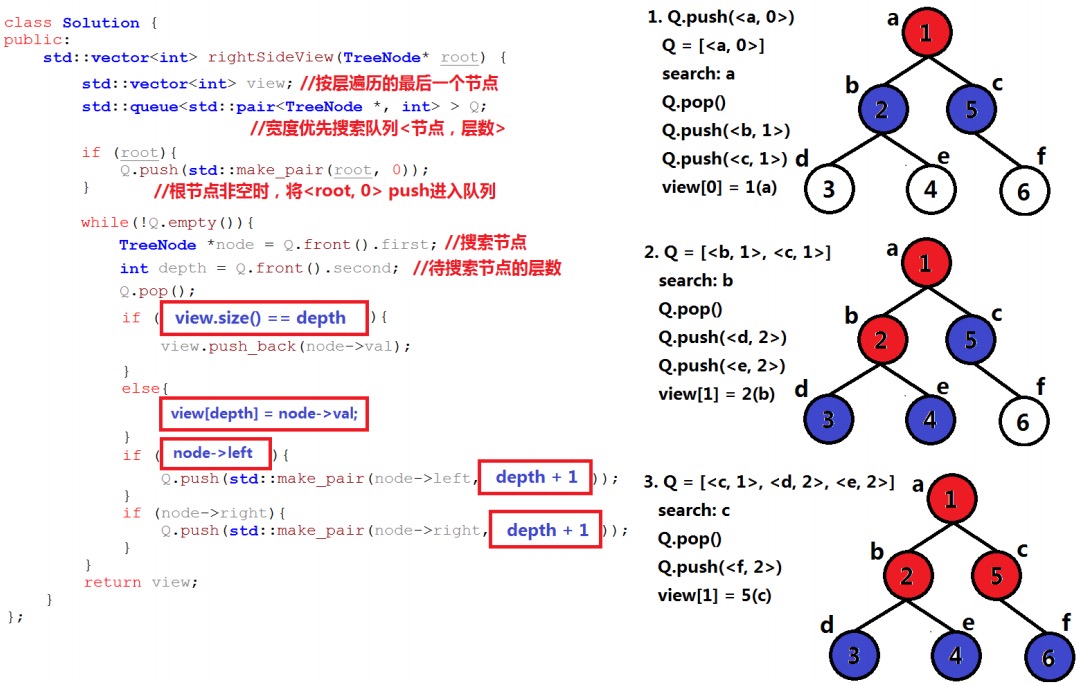 class Solution {
public:
std::vector<int> rightSideView(TreeNode* root) {
std::vector<int> view; //按层遍历的最后一个节点
std::queue<std::pair<TreeNode *, int> > Q;
//宽度优先搜索队列<节点，层数>
if (root){
Q.push(std::make_pair(root, 0));
}
//根节点非空时，将<root, 0> push进入队列
while(!Q.empty()){
TreeNode *node = Q.front().first; //搜索节点
int depth = Q.front().second; //待搜索节点的层数
Q.pop();
if ( view.size() == depth ){
view.push_back(node->val);
}
else{
view[depth] = node->val;
}
if ( node->left ){
Q.push(std::make_pair(node->left, depth + 1 ));
}
if (node->right){
Q.push(std::make_pair(node->right, depth + 1 ));
}
}
return view;
}
};
1. Q.push(<a, 0>)
Q = [<a, 0>]
search: a
Q.pop()
Q.push(<b, 1>)
Q.push(<c, 1>)
view[0] = 1(a)
a
1
b
2
c
5
d
3
e
4
f
6
2. Q = [<b, 1>, <c, 1>]
search: b
Q.pop()
Q.push(<d, 2>)
Q.push(<e, 2>)
view[1] = 2(b)
a
1
b
2
c
5
d
3
e
4
f
6
3. Q = [<c, 1>, <d, 2>, <e, 2>]
search: c
Q.pop()
Q.push(<f, 2>)
view[1] = 5(c)
a
1
b
2
c
5
d
3
e
4
f
6